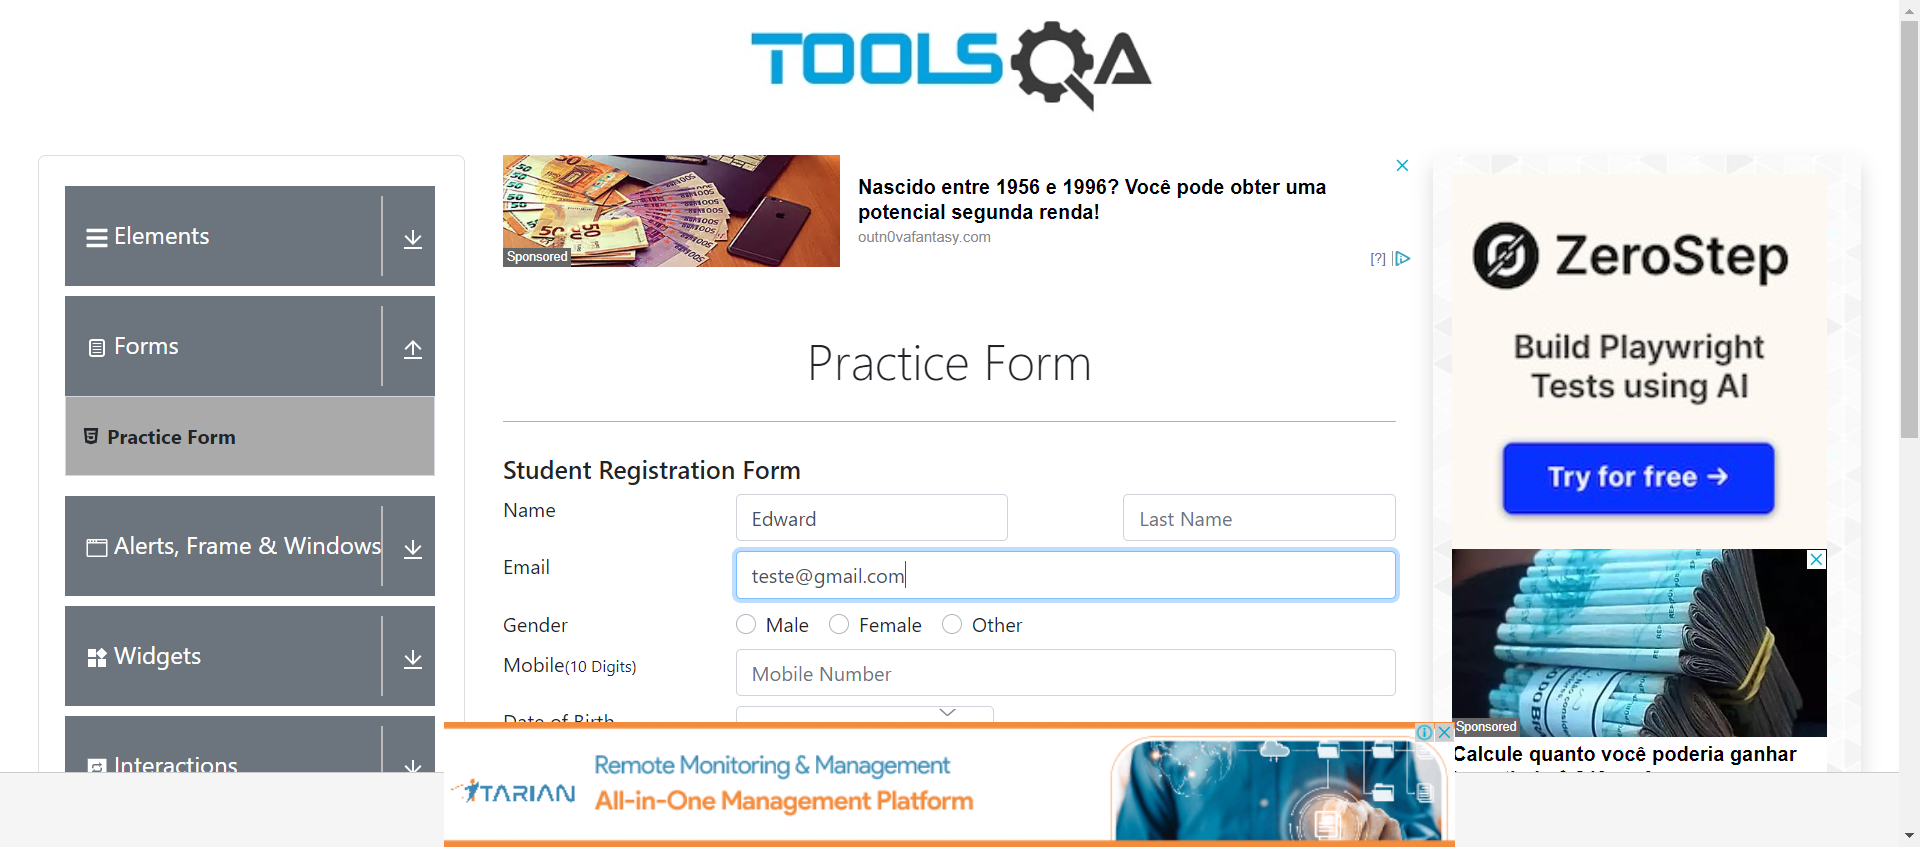 TOOLSQA
Elements
Forms
Practice Form
Alerts, Frame & Windows
Widgets
Interactions
Nascido entre 1956 e 1996? Você pode obter uma
potencial segunda renda!
outn0vafantasy.com
Sponsored
[?]
Practice Form
Student Registration Form
Name
Edward
Last Name
Email
teste@gmail.com
Gender
Male
Female
Other
Mobile(10 Digits)
Mobile Number
Date of Birth
ZeroStep
Build Playwright
Tests using AI
Try for free →
Sponsored
Calcule quanto você poderia ganhar
ITARIAN
Remote Monitoring & Management
All-in-One Management Platform